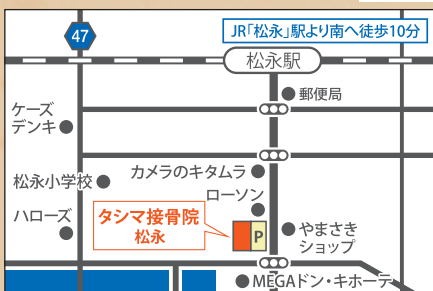 47
JR「松永」駅より南へ徒歩10分
松永駅
郵便局
ケーズ
デンキ
カメラのキタムラ
松永小学校
ローソン
ハローズ
タシマ接骨院
松永
P
やまさき
ショップ
MEGAドン・キホーテ